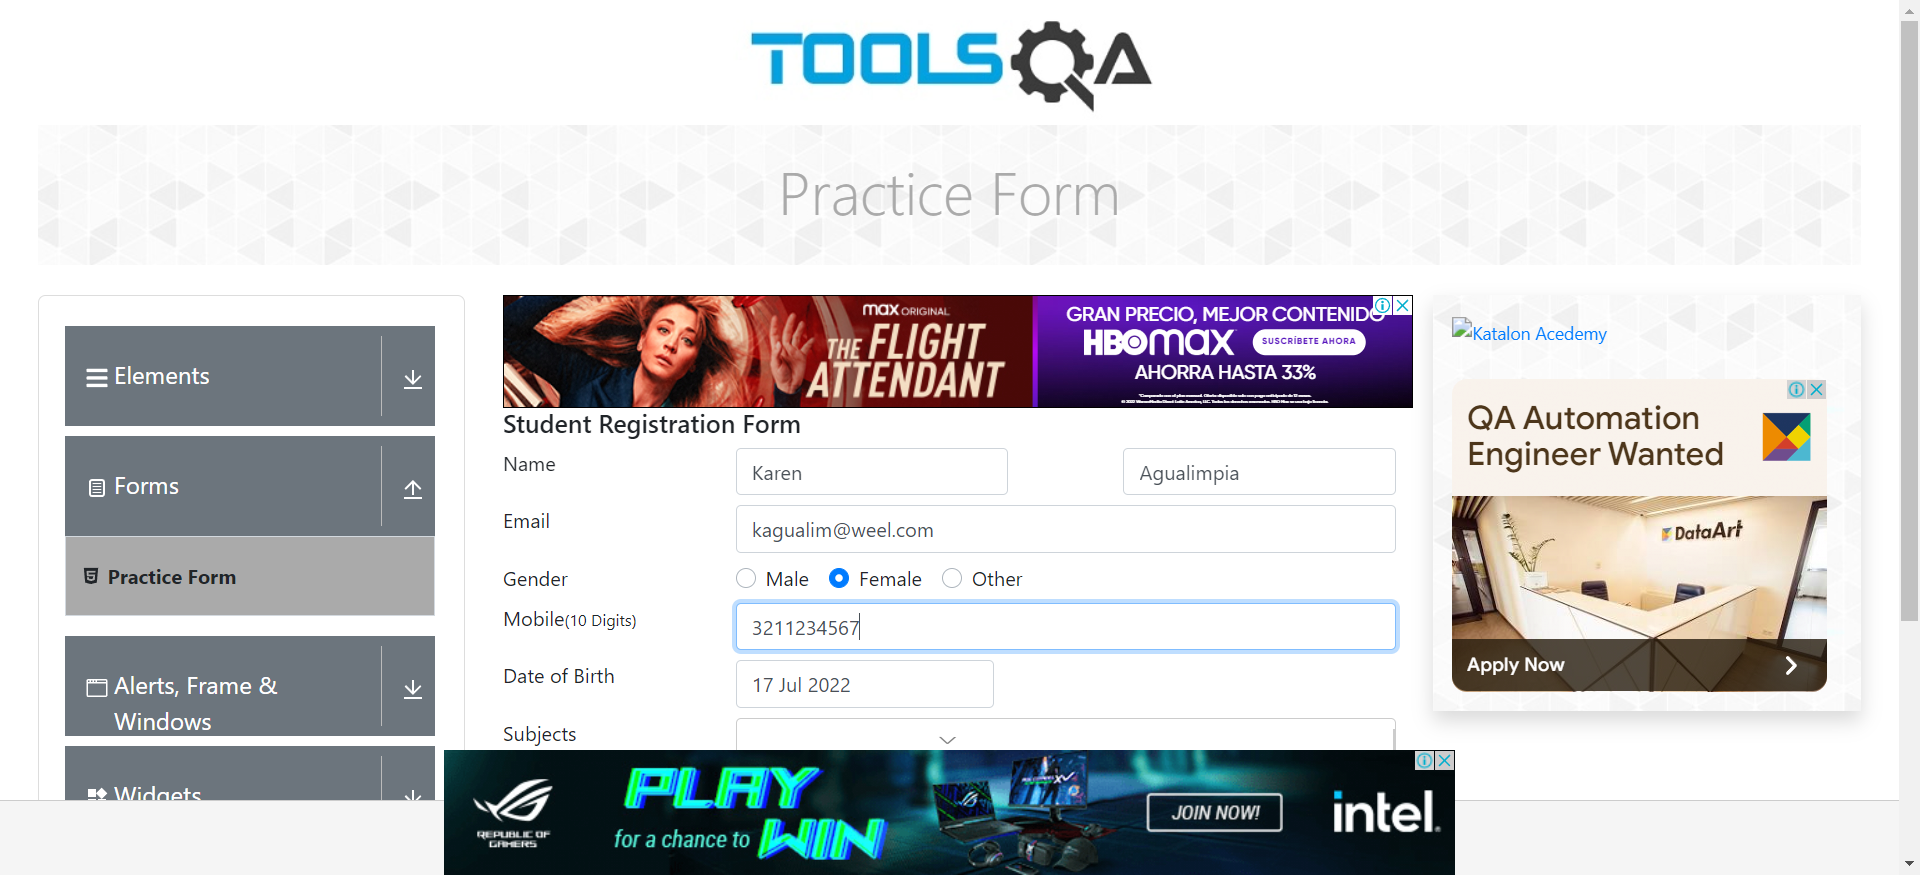 TOOLSQA
Practice Form
Elements
Forms
Practice Form
Alerts, Frame &
Windows
Widgets
max ORIGINAL
THE FLIGHT
ATTENDANT
GRAN PRECIO, MEJOR CONTENIDO
HBOmax
SUSCRÍBETE AHORA
AHORRA HASTA 33%
Student Registration Form
Name
Karen
Agualimpia
Email
kagualim@weel.com
Gender
Male
Female
Other
Mobile(10 Digits)
3211234567
Date of Birth
17 Jul 2022
Subjects
Katalon Acedemy
QA Automation
Engineer Wanted
DataArt
Apply Now
REPUBLIC OF
GAMERS
PLAY
for a chance to WIN
JOIN NOW!
intel.